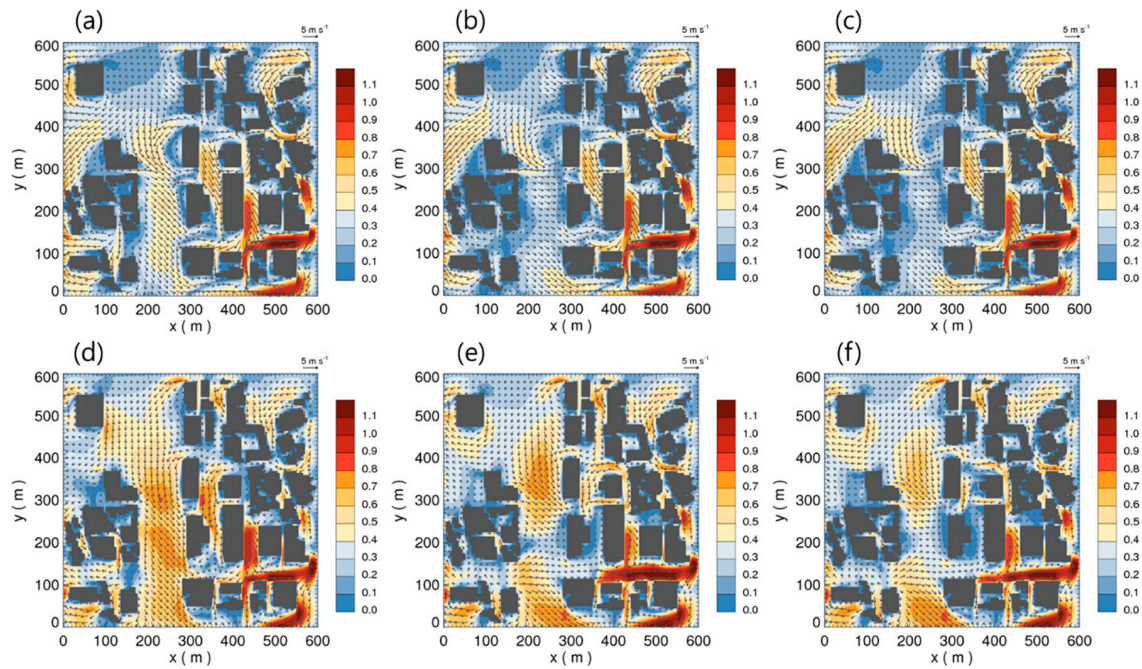 (a) (b) (c)
5 m s⁻¹ 5 m s⁻¹ 5 m s⁻¹
600 600 600
500 1.1 500 1.1 500 1.1
1.0 1.0 1.0
400 0.9 400 0.9 400 0.9
0.8 0.8 0.8
y ( m ) 300 0.7 y ( m ) 300 0.7 y ( m ) 300 0.7
0.6 0.6 0.6
0.5 0.5 0.5
200 0.4 200 0.4 200 0.4
0.3 0.3 0.3
100 0.2 100 0.2 100 0.2
0.1 0.1 0.1
0 0.0 0 0.0 0 0.0
0 100 200 300 400 500 600 0 100 200 300 400 500 600 0 100 200 300 400 500 600
x ( m ) x ( m ) x ( m )
(d) (e) (f)
5 m s⁻¹ 5 m s⁻¹ 5 m s⁻¹
600 600 600
500 1.1 500 1.1 500 1.1
1.0 1.0 1.0
400 0.9 400 0.9 400 0.9
0.8 0.8 0.8
y ( m ) 300 0.7 y ( m ) 300 0.7 y ( m ) 300 0.7
0.6 0.6 0.6
0.5 0.5 0.5
200 0.4 200 0.4 200 0.4
0.3 0.3 0.3
100 0.2 100 0.2 100 0.2
0.1 0.1 0.1
0 0.0 0 0.0 0 0.0
0 100 200 300 400 500 600 0 100 200 300 400 500 600 0 100 200 300 400 500 600
x ( m ) x ( m ) x ( m )